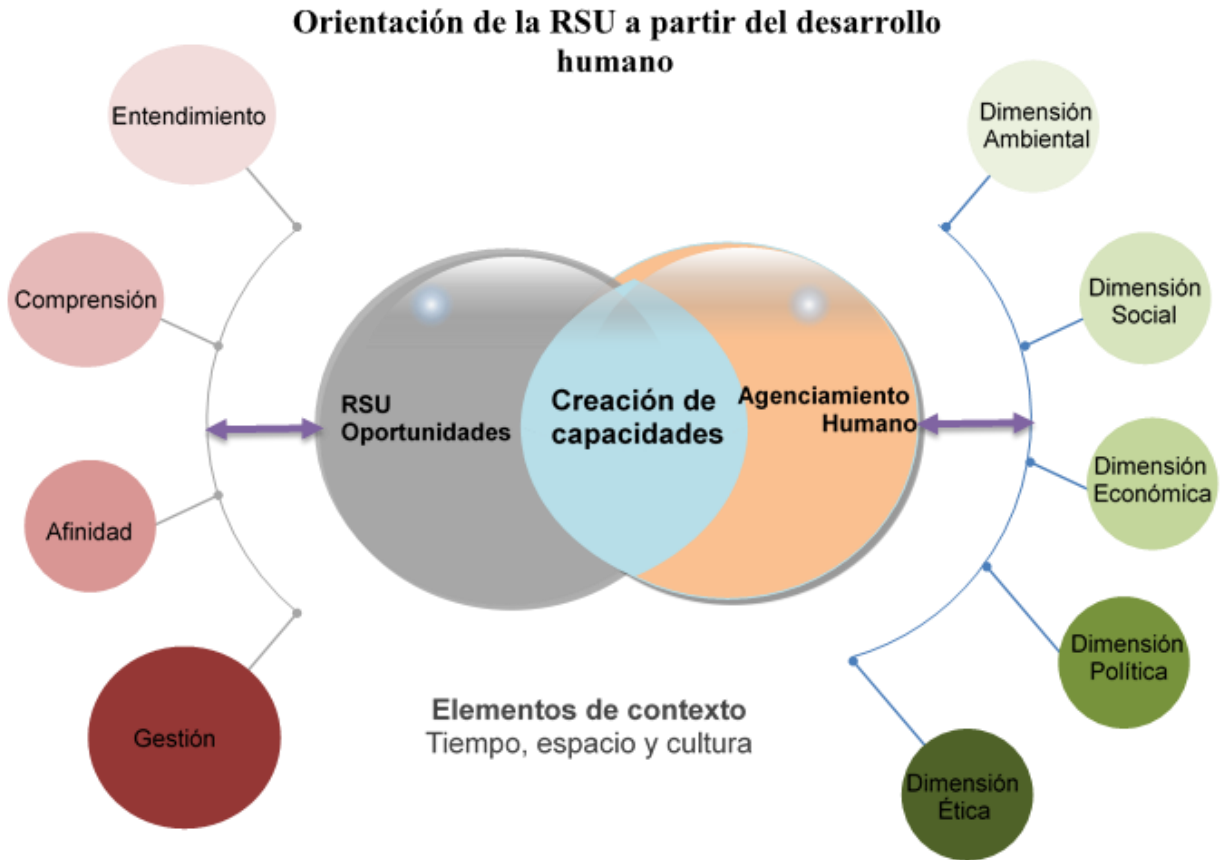 Orientación de la RSU a partir del desarrollo
humano
Entendimiento
Comprensión
Afinidad
Gestión
RSU
Oportunidades
Creación de
capacidades
Agenciamiento
Humano
Dimensión
Ambiental
Dimensión
Social
Dimensión
Económica
Dimensión
Política
Dimensión
Ética
Elementos de contexto
Tiempo, espacio y cultura